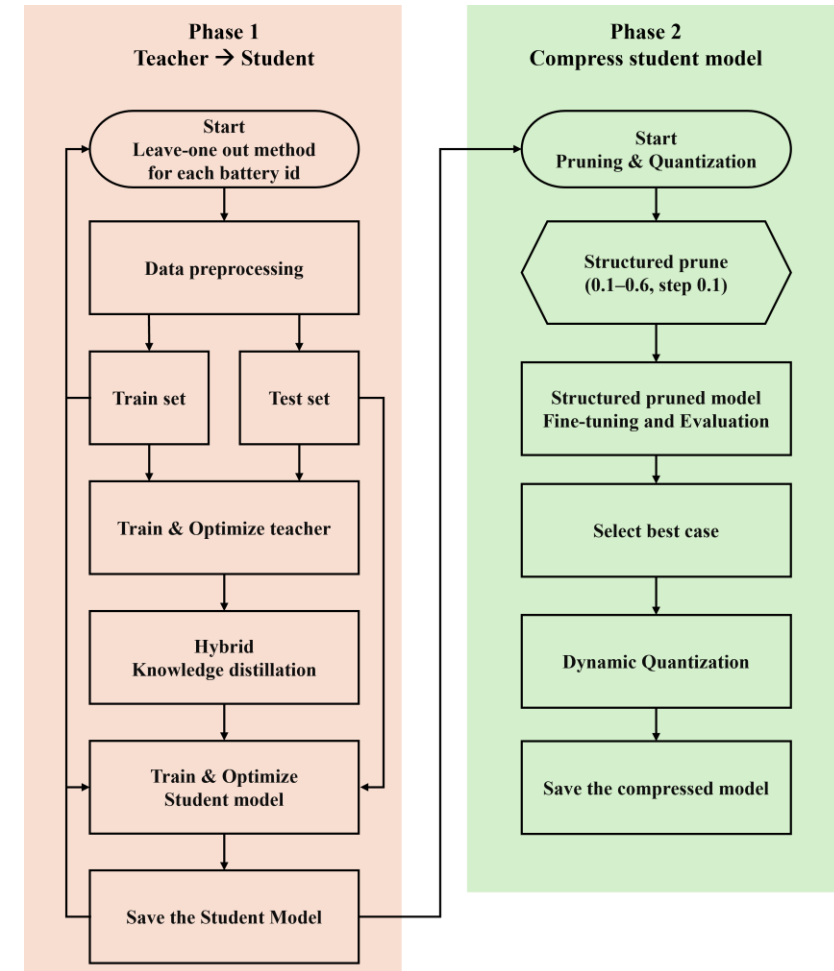 Phase 1
Teacher → Student
Start
Leave-one out method
for each battery id
Data preprocessing
Train set
Test set
Train & Optimize teacher
Hybrid
Knowledge distillation
Train & Optimize
Student model
Save the Student Model
Phase 2
Compress student model
Start
Pruning & Quantization
Structured prune
(0.1–0.6, step 0.1)
Structured pruned model
Fine-tuning and Evaluation
Select best case
Dynamic Quantization
Save the compressed model